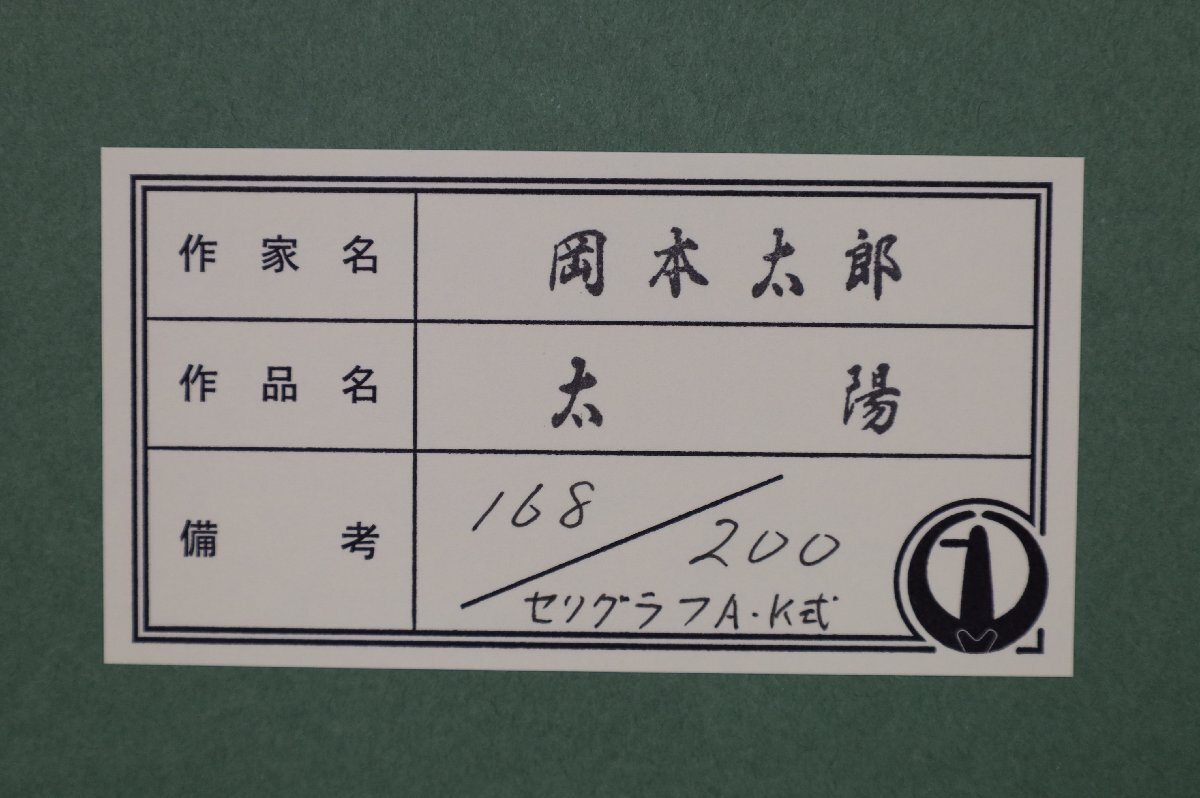 作家名 岡本太郎
作品名 太陽
備考 168/200
セリグラフA・K式